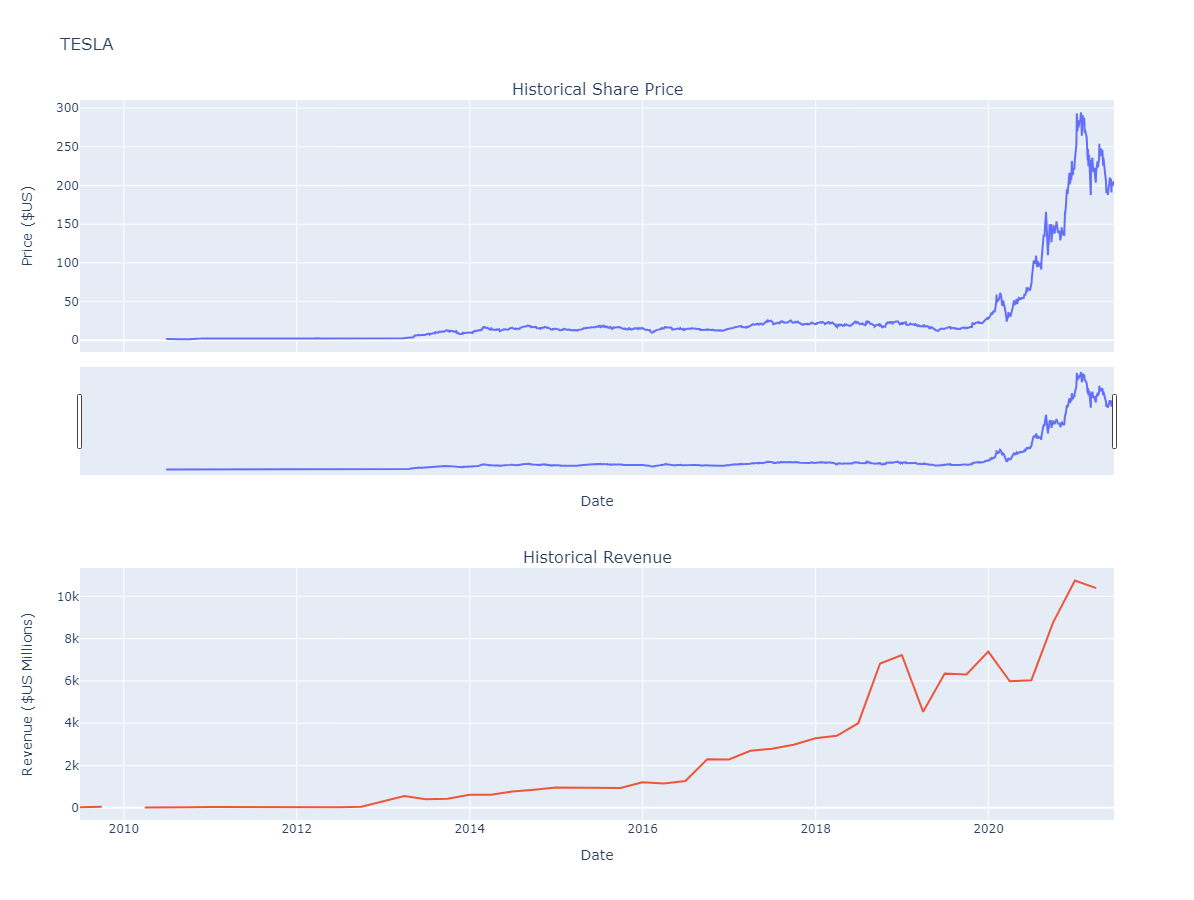 TESLA
Historical Share Price
300
250
200
150
100
50
0
Price ($US)
Date
Historical Revenue
10k
8k
6k
4k
2k
0
Revenue ($US Millions)
2010 2012 2014 2016 2018 2020
Date